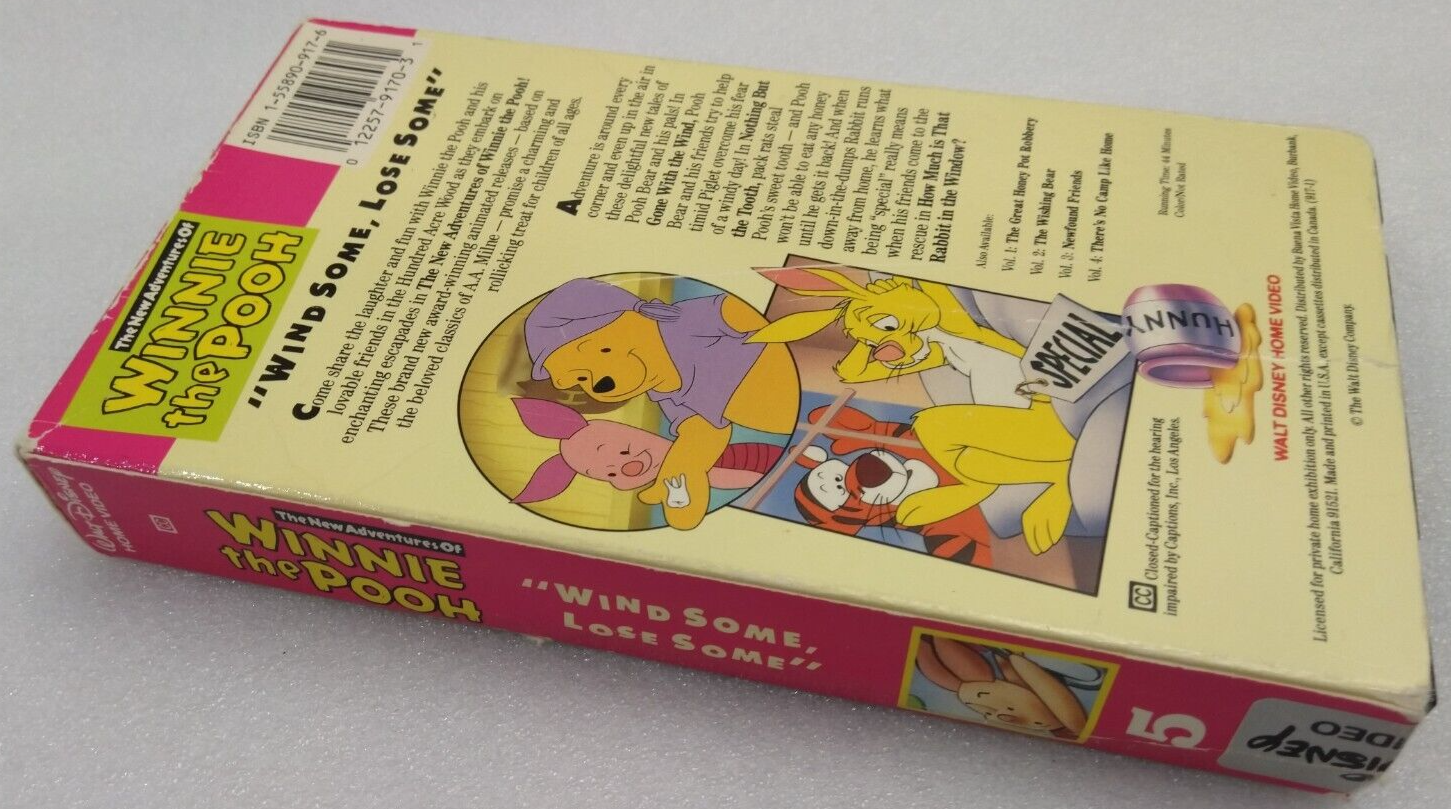 ISBN 1-55890-917-6
0 12257-9170-3 1
The New Adventures Of
WINNIE
the POOH
"WIND SOME, LOSE SOME"
Come share the laughter and fun with Winnie the Pooh and his
lovable friends in the Hundred Acre Wood as they embark on
enchanting escapades in The New Adventures of Winnie the Pooh!
These brand new award-winning animated releases — based on
the beloved classics of A.A. Milne — promise a charming and
rollicking treat for children of all ages.
Adventure is around every
corner and even up in the air in
these delightful new tales of
Pooh Bear and his pals! In
Gone With the Wind, Pooh
Bear and his friends try to help
timid Piglet overcome his fear
of a windy day! In Nothing But
the Tooth, pack rats steal
Pooh's sweet tooth — and Pooh
won't be able to eat any honey
until he gets it back! And when
down-in-the-dumps Rabbit runs
away from home, he learns what
being "special" really means
when his friends come to the
rescue in How Much is That
Rabbit in the Window?
Also Available:
Vol. 1: The Great Honey Pot Robbery
Vol. 2: The Wishing Bear
Vol. 3: Newfound Friends
Vol. 4: There's No Camp Like Home
Running Time: 44 Minutes
Color/Not Rated
SPECIAL
HUNNY
CC Closed-Captioned for the hearing
impaired by Captions, Inc., Los Angeles.
WALT DISNEY HOME VIDEO
Licensed for private home exhibition only. All other rights reserved. Distributed by Buena Vista Home Video, Burbank,
California 91521. Made and printed in U.S.A., except cassettes distributed in Canada. (917-1)
© The Walt Disney Company
WALT DISNEY
HOME VIDEO
CC
The New Adventures Of
WINNIE
the POOH
"WIND SOME,
LOSE SOME"
5
DISNEY
VIDEO